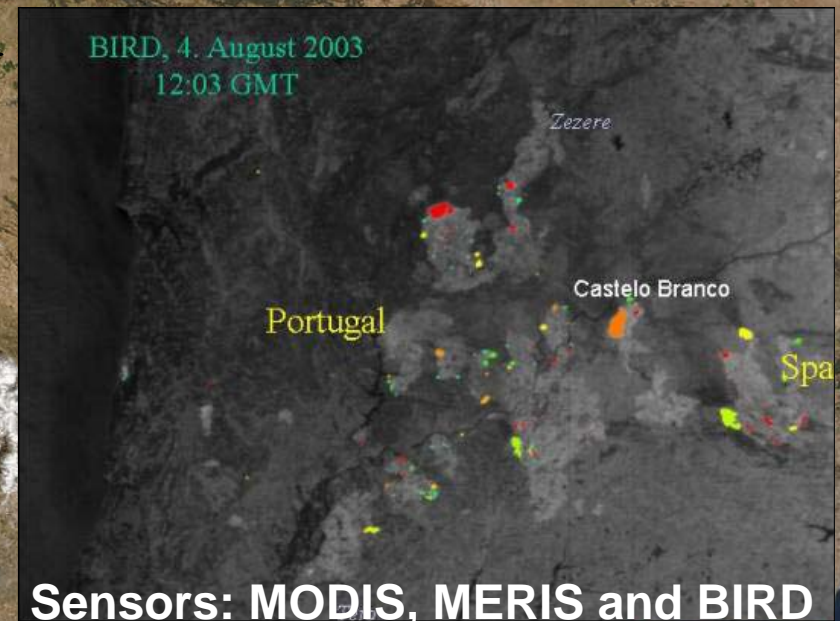 BIRD, 4. August 2003
12:03 GMT
Zezere
Castelo Branco
Portugal
Spa
Sensors: MODIS, MERIS and BIRD